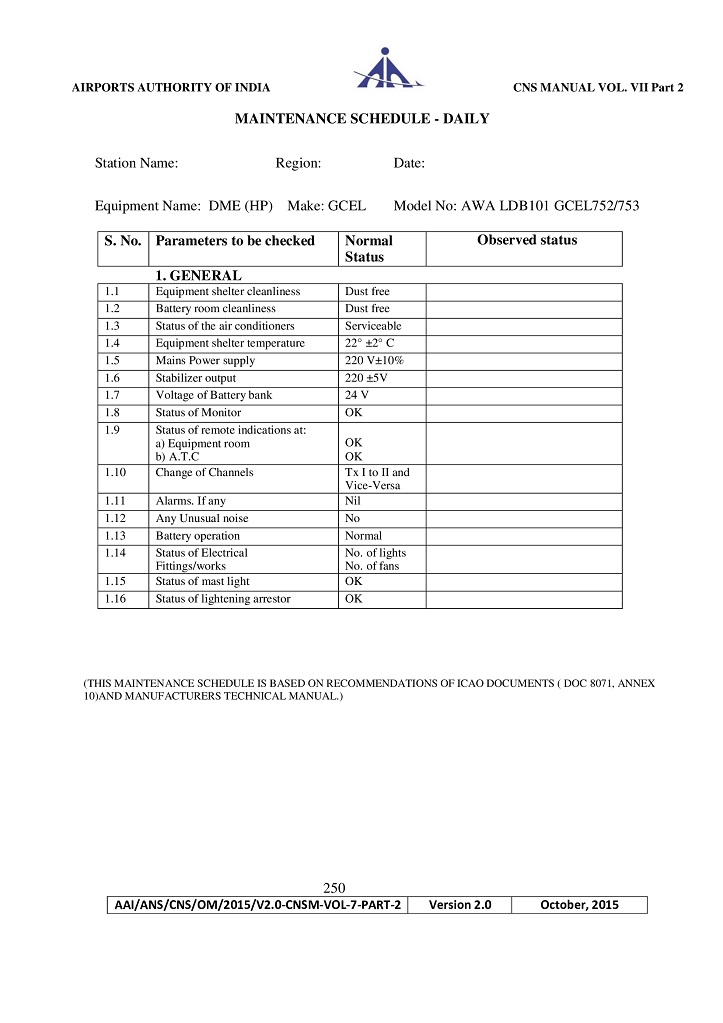 AIRPORTS AUTHORITY OF INDIA CNS MANUAL VOL. VII Part 2
MAINTENANCE SCHEDULE - DAILY
Station Name: Region: Date:
Equipment Name: DME (HP) Make: GCEL Model No: AWA LDB101 GCEL752/753
S. No. Parameters to be checked Normal Status Observed status
1. GENERAL
1.1 Equipment shelter cleanliness Dust free
1.2 Battery room cleanliness Dust free
1.3 Status of the air conditioners Serviceable
1.4 Equipment shelter temperature 22° ±2° C
1.5 Mains Power supply 220 V±10%
1.6 Stabilizer output 220 ±5V
1.7 Voltage of Battery bank 24 V
1.8 Status of Monitor OK
1.9 Status of remote indications at:
a) Equipment room OK
b) A.T.C OK
1.10 Change of Channels Tx I to II and
Vice-Versa
1.11 Alarms. If any Nil
1.12 Any Unusual noise No
1.13 Battery operation Normal
1.14 Status of Electrical No. of lights
Fittings/works No. of fans
1.15 Status of mast light OK
1.16 Status of lightening arrestor OK
(THIS MAINTENANCE SCHEDULE IS BASED ON RECOMMENDATIONS OF ICAO DOCUMENTS ( DOC 8071, ANNEX
10)AND MANUFACTURERS TECHNICAL MANUAL.)
250
AAI/ANS/CNS/OM/2015/V2.0-CNSM-VOL-7-PART-2 Version 2.0 October, 2015